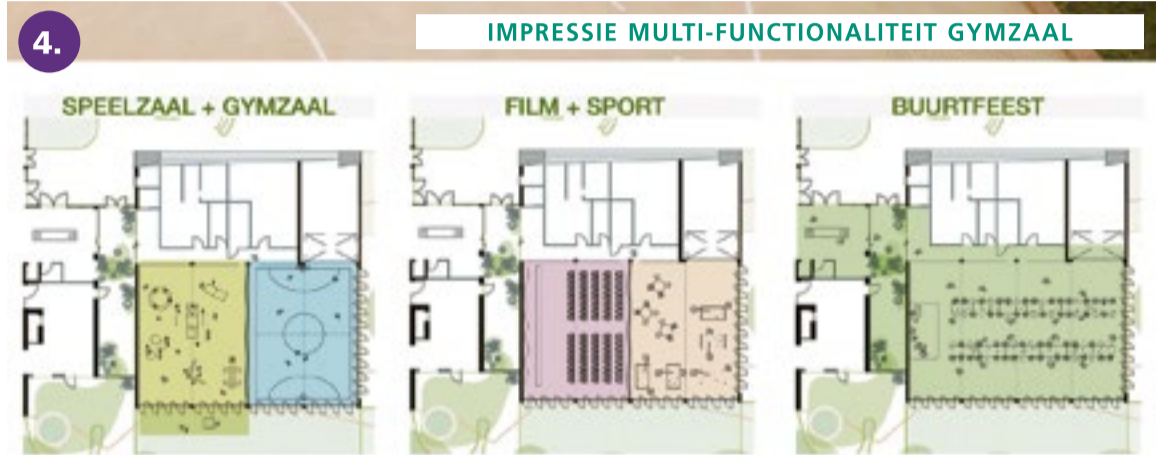 4.
IMPRESSIE MULTI-FUNCTIONALITEIT GYMZAAL
SPEELZAAL + GYMZAAL
FILM + SPORT
BUURTFEEST